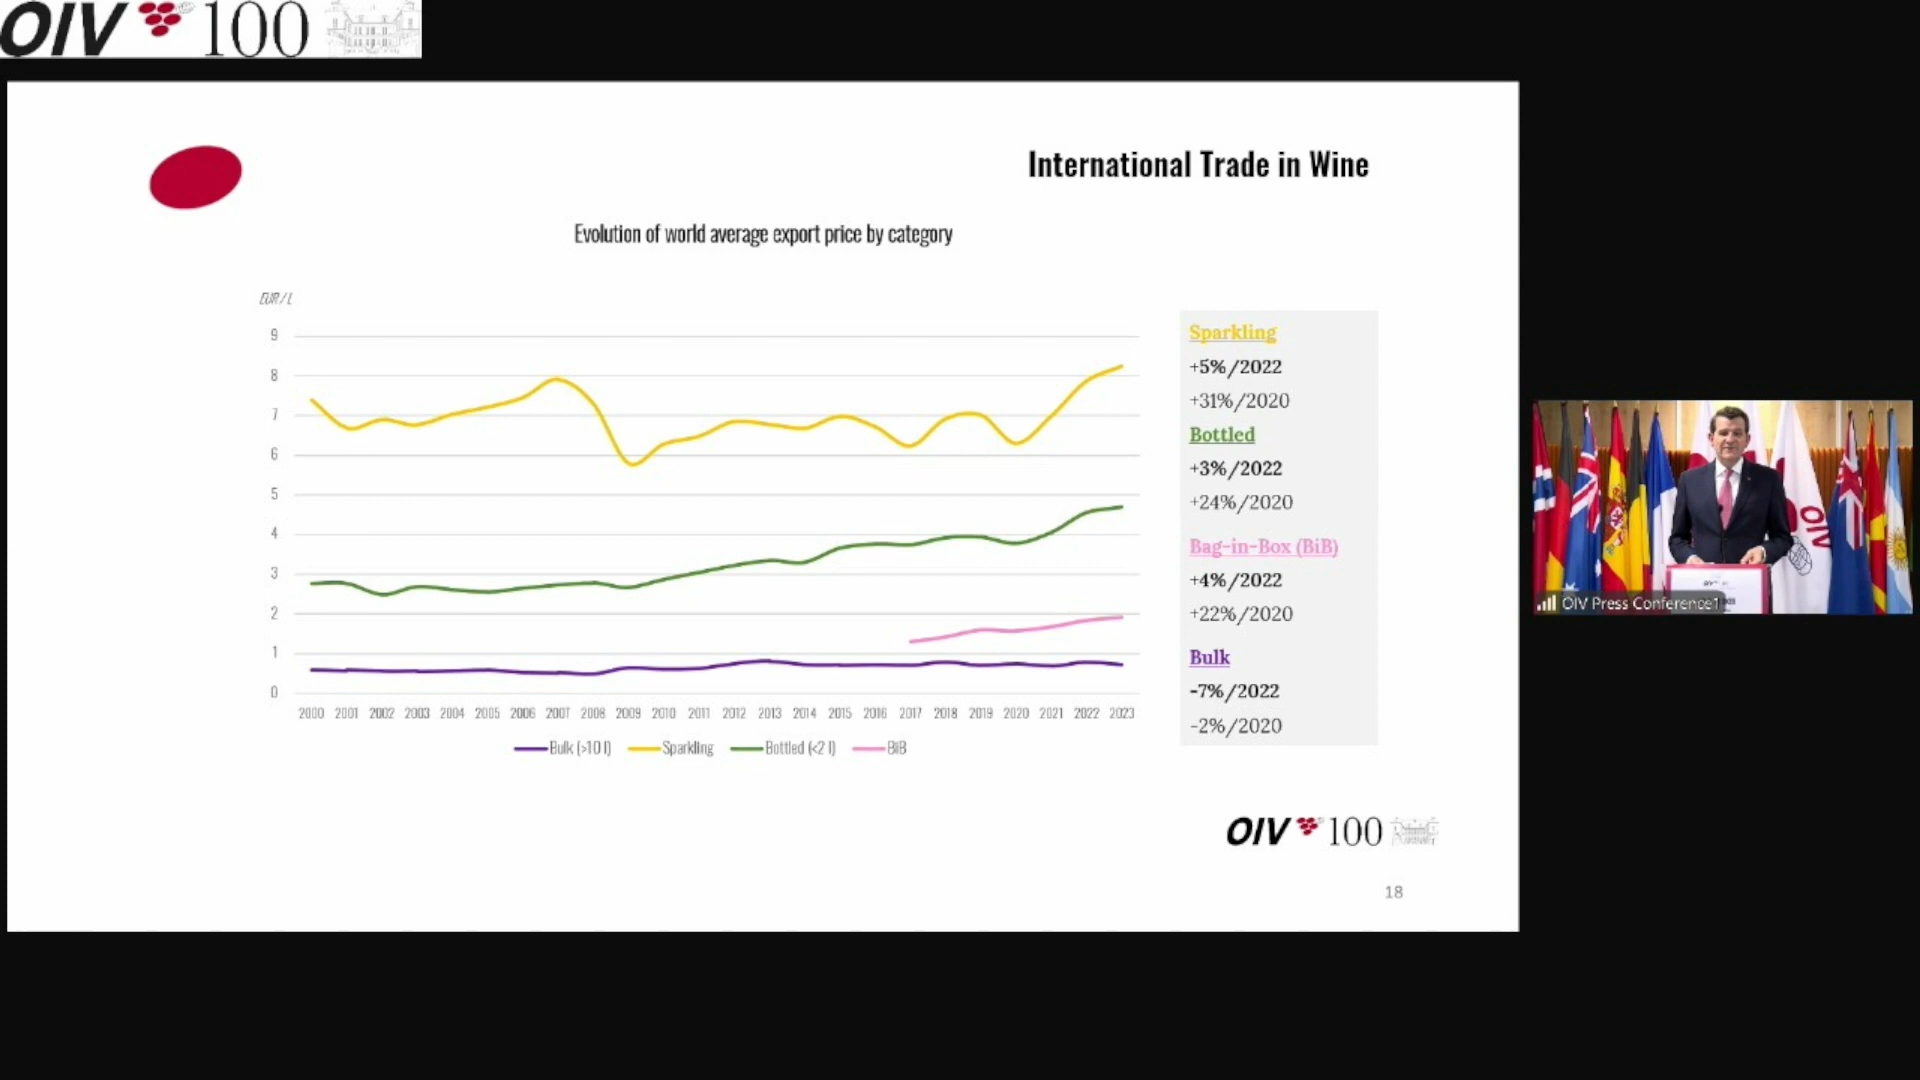 OIV 100
International Trade in Wine
Evolution of world average export price by category
EUR / L
9
8
7
6
5
4
3
2
1
0
2000 2001 2002 2003 2004 2005 2006 2007 2008 2009 2010 2011 2012 2013 2014 2015 2016 2017 2018 2019 2020 2021 2022 2023
Bulk (>10 l) Sparkling Bottled (<2 l) BiB
Sparkling
+5%/2022
+31%/2020
Bottled
+3%/2022
+24%/2020
Bag-in-Box (BiB)
+4%/2022
+22%/2020
Bulk
-7%/2022
-2%/2020
OIV
OIV Press Conference1
OIV 100
18